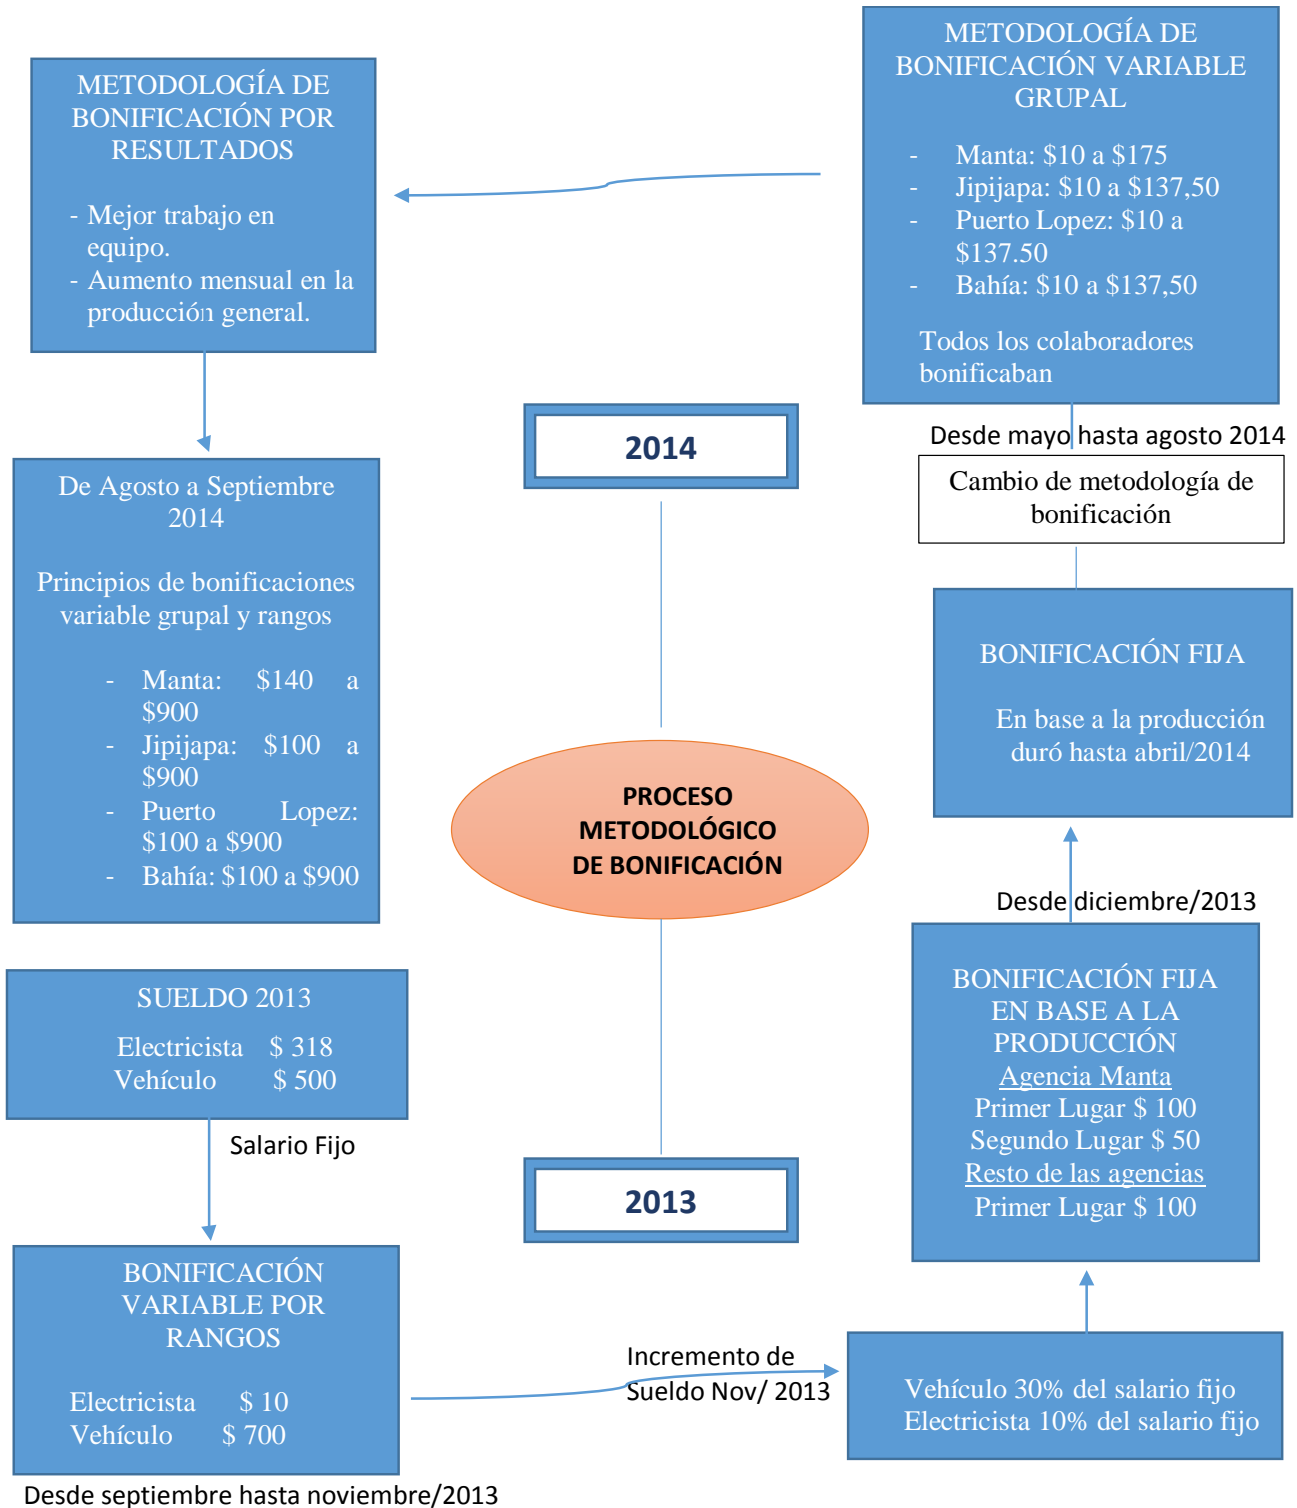 METODOLOGÍA DE
BONIFICACIÓN POR
RESULTADOS
- Mejor trabajo en
equipo.
- Aumento mensual en la
producción general.
METODOLOGÍA DE
BONIFICACIÓN VARIABLE
GRUPAL
- Manta: $10 a $175
- Jipijapa: $10 a $137,50
- Puerto Lopez: $10 a
$137.50
- Bahía: $10 a $137,50
Todos los colaboradores
bonificaban
Desde mayo hasta agosto 2014
Cambio de metodología de
bonificación
2014
De Agosto a Septiembre
2014
Principios de bonificaciones
variable grupal y rangos
- Manta: $140 a
$900
- Jipijapa: $100 a
$900
- Puerto Lopez:
$100 a $900
- Bahía: $100 a $900
BONIFICACIÓN FIJA
En base a la producción
duró hasta abril/2014
PROCESO
METODOLÓGICO
DE BONIFICACIÓN
Desde diciembre/2013
SUELDO 2013
Electricista $ 318
Vehículo $ 500
Salario Fijo
BONIFICACIÓN FIJA
EN BASE A LA
PRODUCCIÓN
Agencia Manta
Primer Lugar $ 100
Segundo Lugar $ 50
Resto de las agencias
Primer Lugar $ 100
2013
BONIFICACIÓN
VARIABLE POR
RANGOS
Electricista $ 10
Vehículo $ 700
Incremento de
Sueldo Nov/ 2013
Vehículo 30% del salario fijo
Electricista 10% del salario fijo
Desde septiembre hasta noviembre/2013